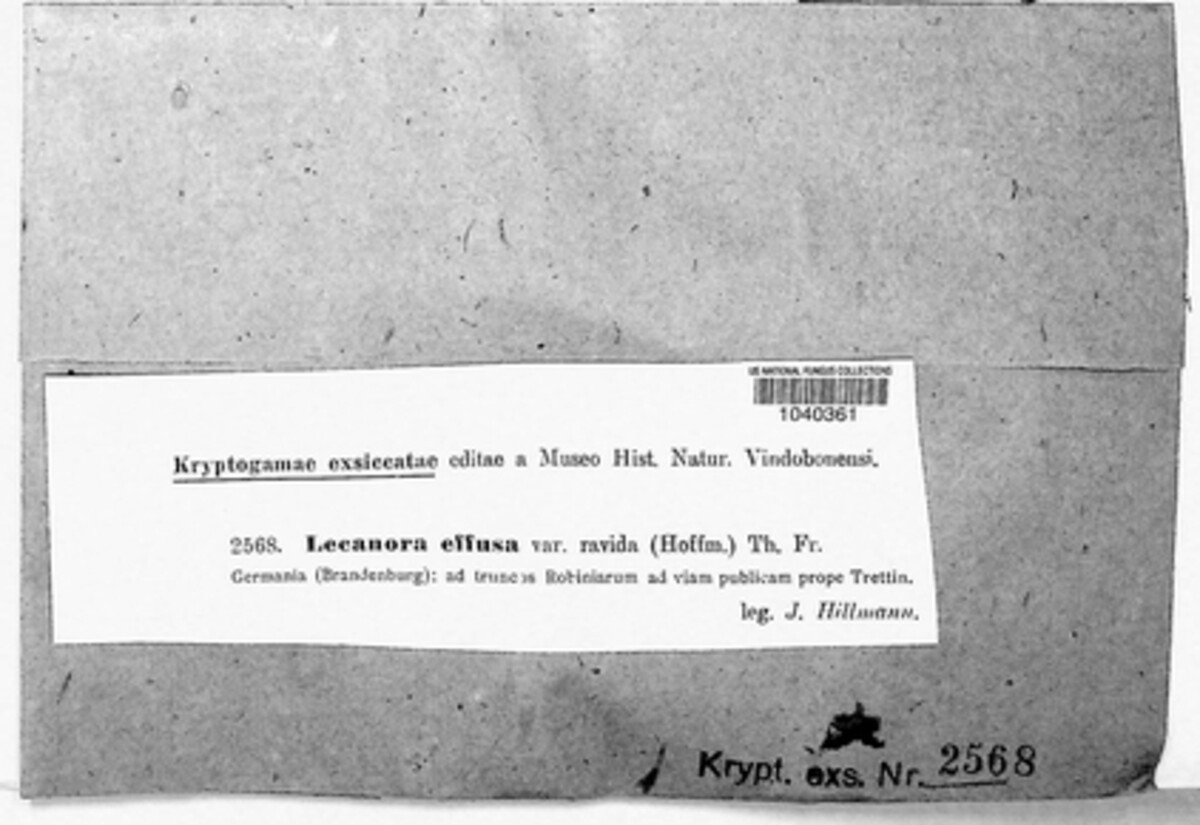 US NATIONAL FUNGUS COLLECTIONS
1040361
Kryptogamae exsiccatae editae a Museo Hist. Natur. Vindobonensi.
2568. Lecanora effusa var. ravida (Hoffm.) Th. Fr.
Germania (Brandenburg): ad truncos Robiniarum ad viam publicam prope Trettin.
leg. J. Hillmann.
Krypt. exs. Nr. 2568